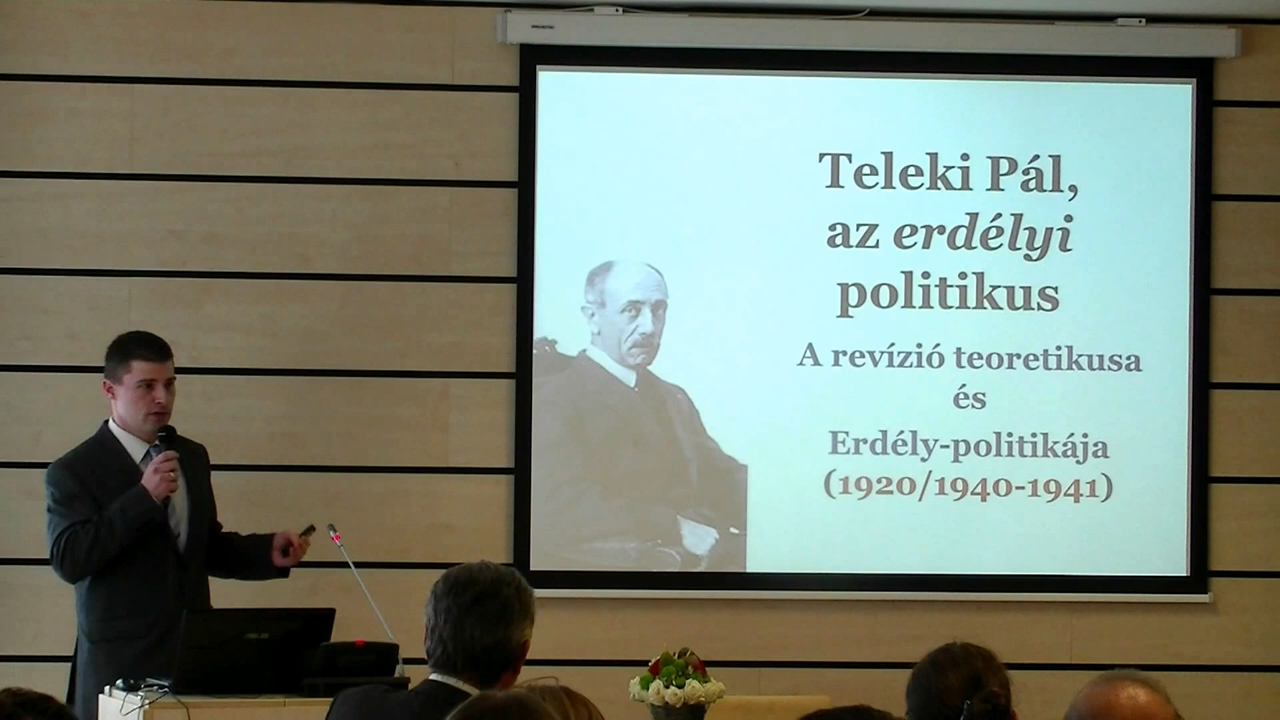 Teleki Pál,
az erdélyi
politikus
A revízió teoretikusa
és
Erdély-politikája
(1920/1940-1941)